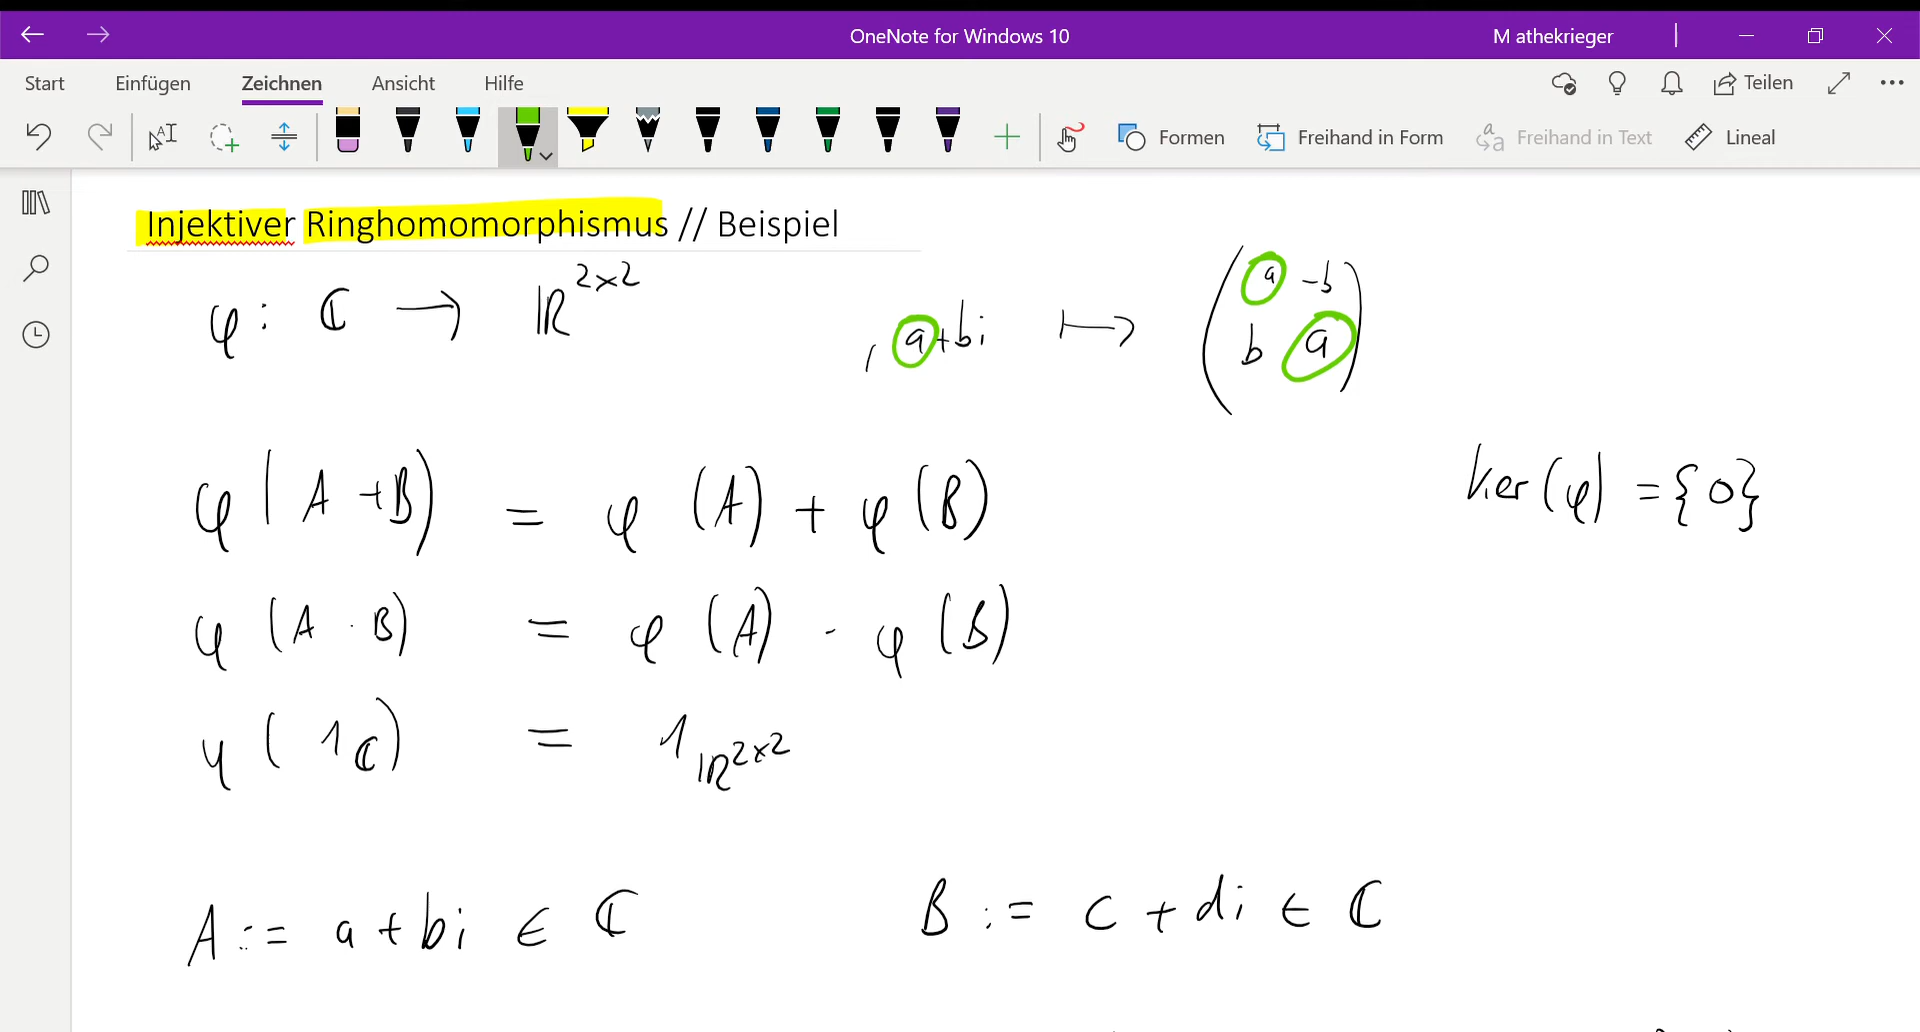 OneNote for Windows 10
M athekrieger
Start Einfügen Zeichnen Ansicht Hilfe
Teilen
Formen Freihand in Form Freihand in Text Lineal
Injektiver Ringhomomorphismus // Beispiel
φ : ℂ → ℝ^{2×2} , a+bi ↦ ( a -b
b a )
φ ( A + B ) = φ (A) + φ (B)
ker(φ) = {0}
φ ( A · B ) = φ (A) · φ (B)
φ ( 1_ℂ ) = 1_{ℝ^{2×2}}
A := a + bi ∈ ℂ
B := c + di ∈ ℂ